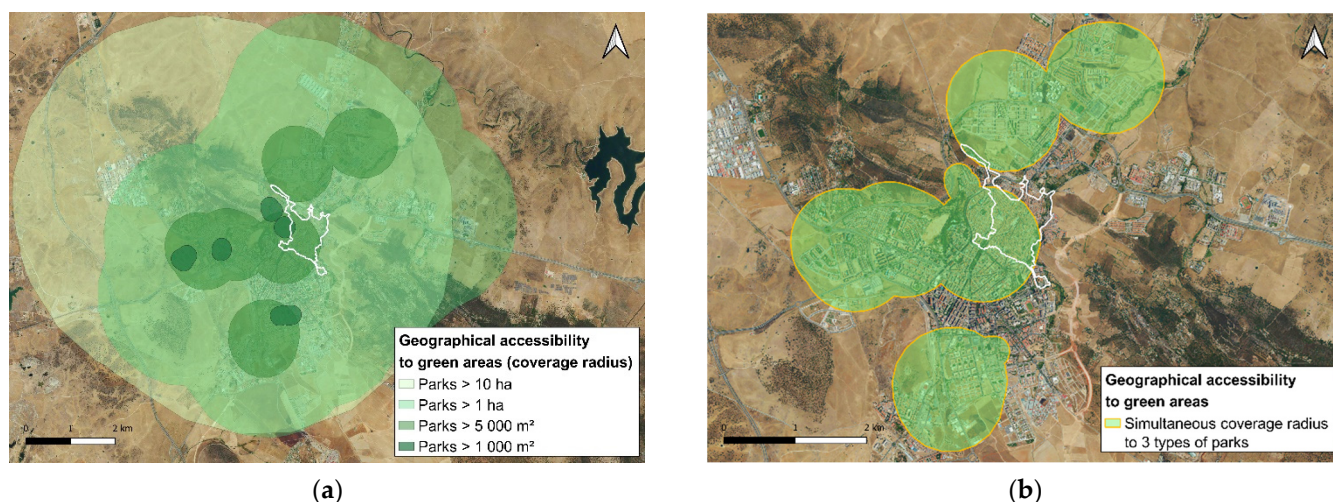 Geographical accessibility
to green areas (coverage radius)
Parks > 10 ha
Parks > 1 ha
Parks > 5 000 m²
Parks > 1 000 m²
0 1 2 km
(a)
Geographical accessibility
to green areas
Simultaneous coverage radius
to 3 types of parks
0 1 2 km
(b)